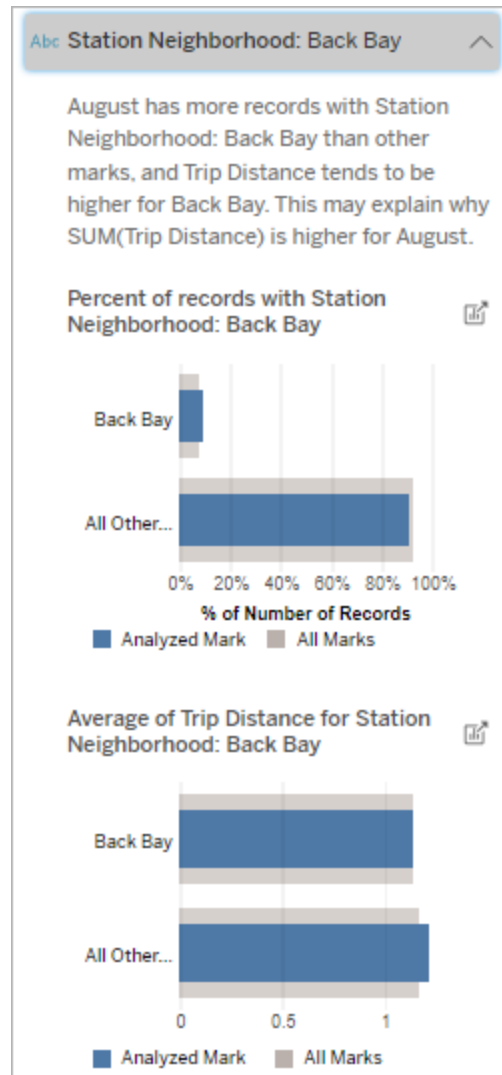 Abc Station Neighborhood: Back Bay
August has more records with Station
Neighborhood: Back Bay than other
marks, and Trip Distance tends to be
higher for Back Bay. This may explain why
SUM(Trip Distance) is higher for August.
Percent of records with Station
Neighborhood: Back Bay
Back Bay
All Other...
0% 20% 40% 60% 80% 100%
% of Number of Records
Analyzed Mark All Marks
Average of Trip Distance for Station
Neighborhood: Back Bay
Back Bay
All Other...
0 0.5 1
Analyzed Mark All Marks